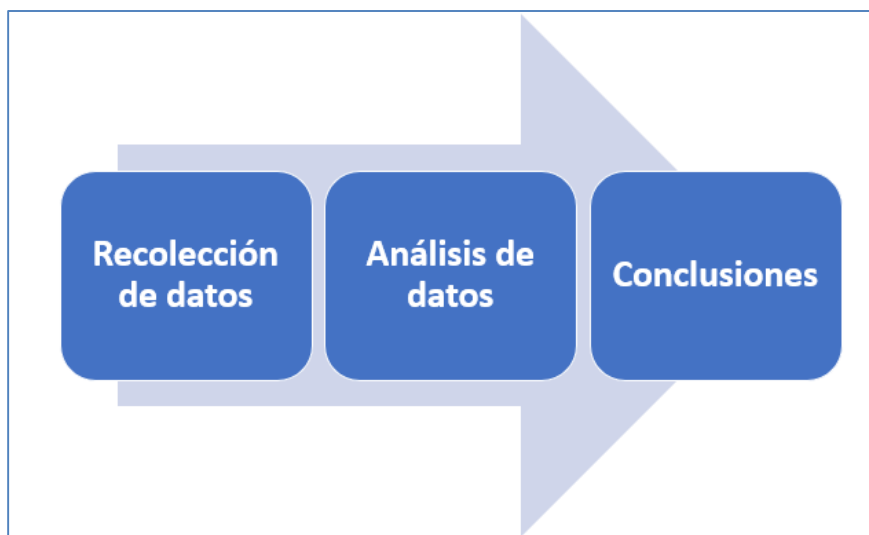 Recolección
de datos
Análisis de
datos
Conclusiones